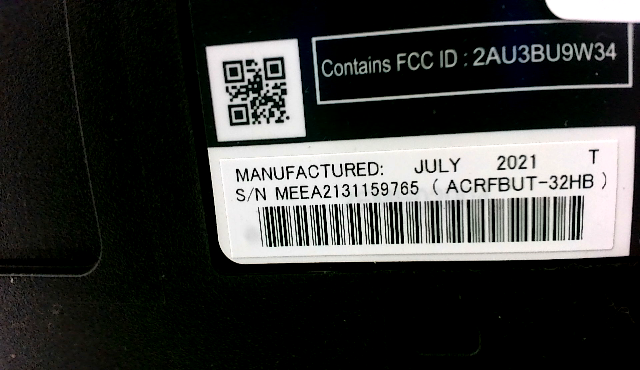 Contains FCC ID : 2AU3BU9W34
MANUFACTURED: JULY 2021 T
S/N MEEA2131159765 ( ACRFBUT-32HB )